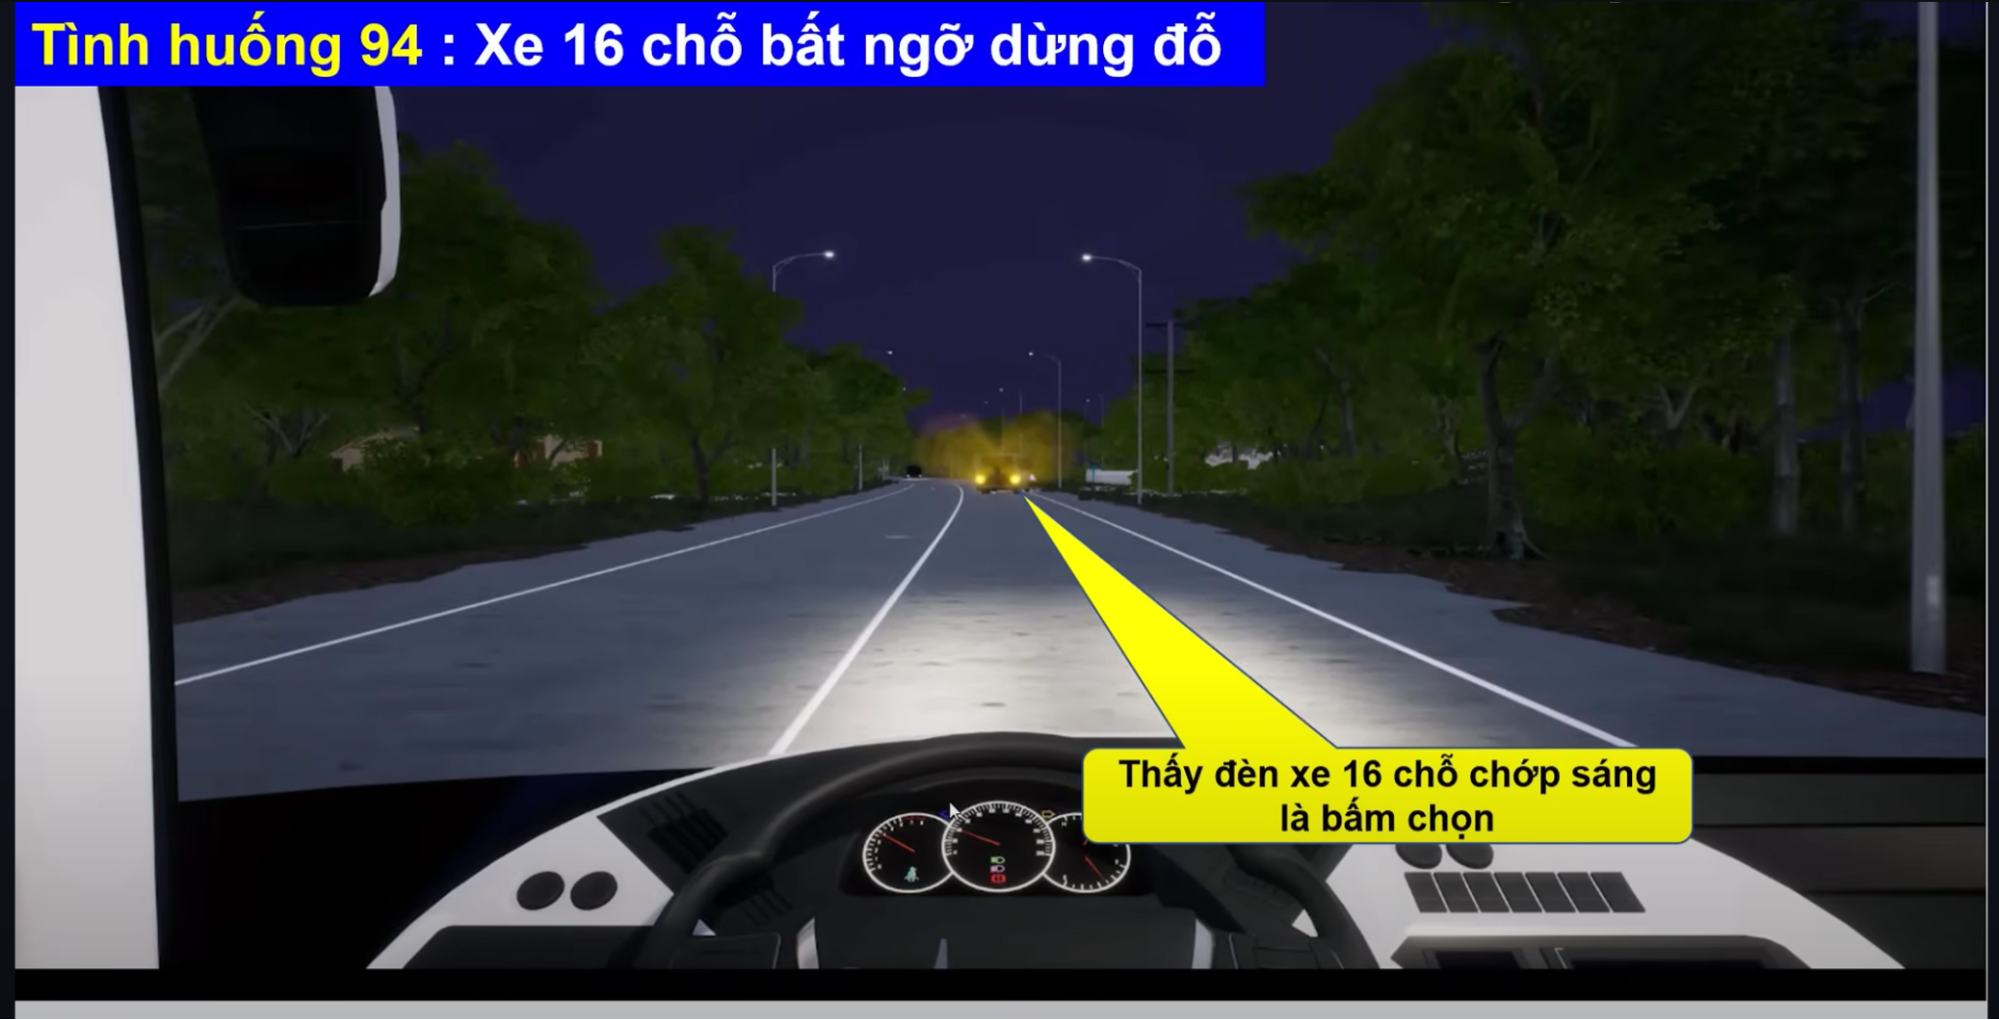 Tình huống 94 : Xe 16 chỗ bất ngỡ dừng đỗ
Thấy đèn xe 16 chỗ chớp sáng
là bấm chọn